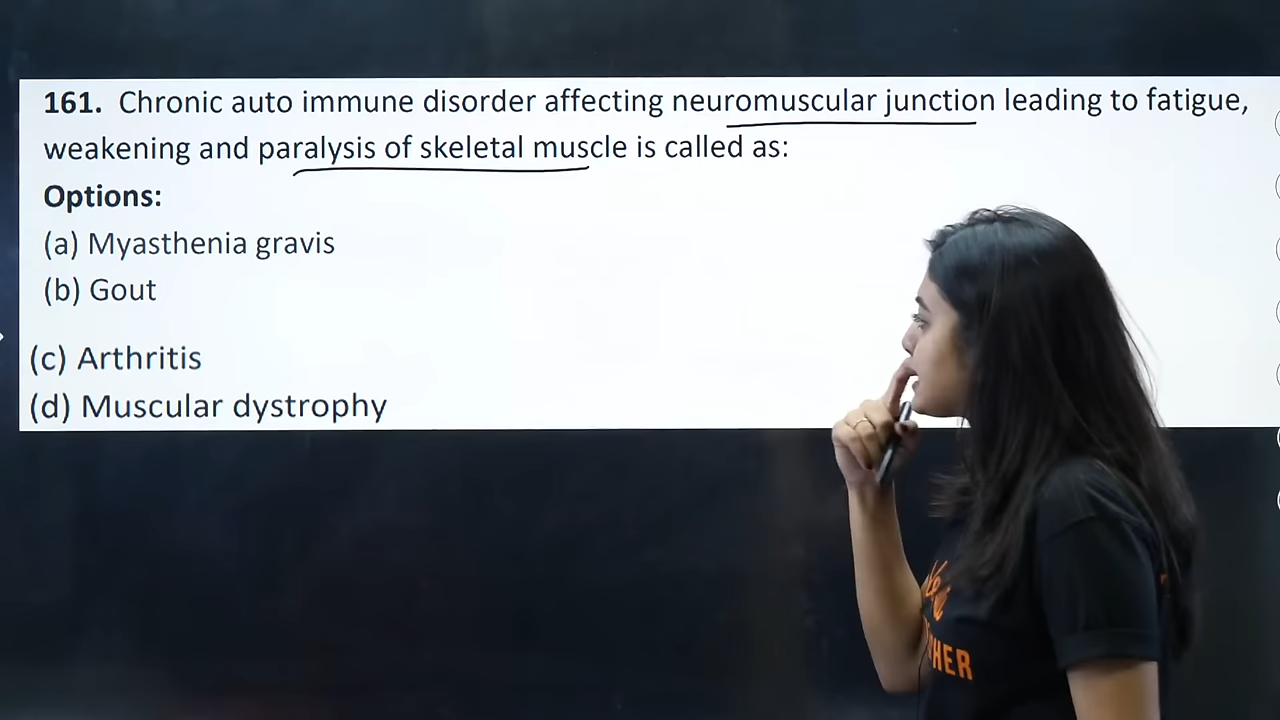 161. Chronic auto immune disorder affecting neuromuscular junction leading to fatigue,
weakening and paralysis of skeletal muscle is called as:
Options:
(a) Myasthenia gravis
(b) Gout
(c) Arthritis
(d) Muscular dystrophy